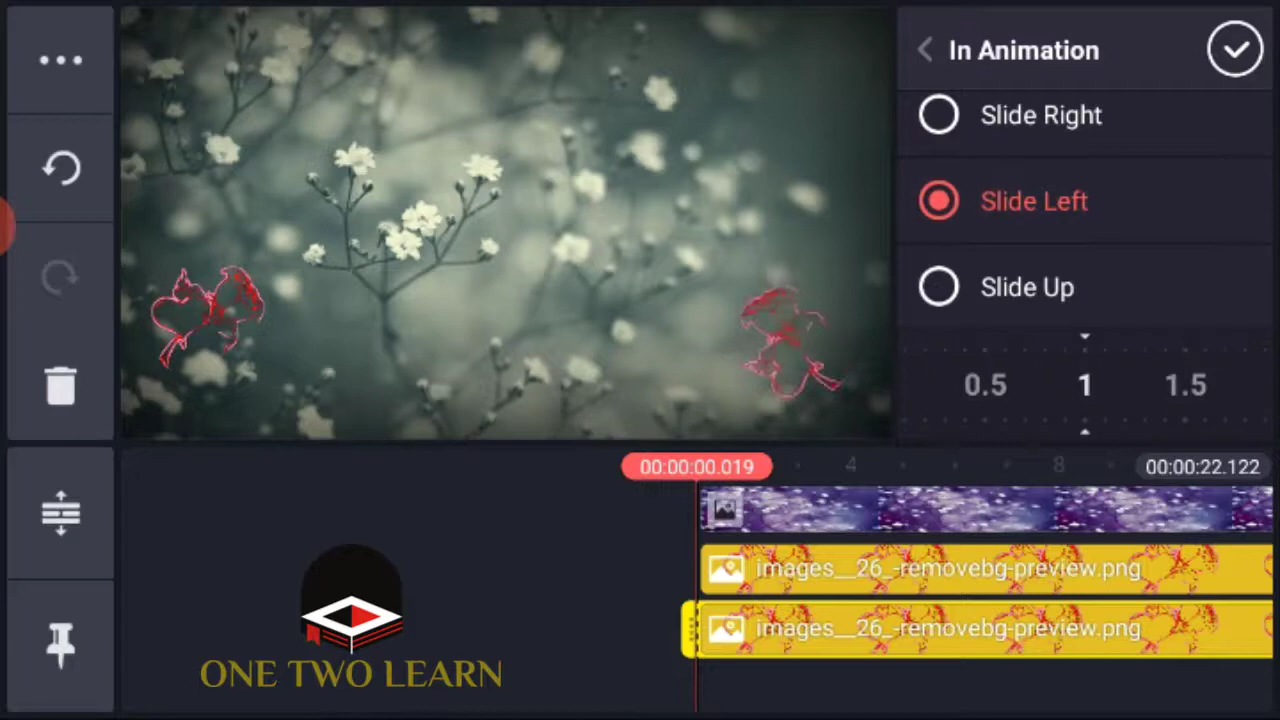 In Animation
Slide Right
Slide Left
Slide Up
0.5 1 1.5
00:00:00.019 4 8 00:00:22.122
images__26_-removebg-preview.png
images__26_-removebg-preview.png
ONE TWO LEARN